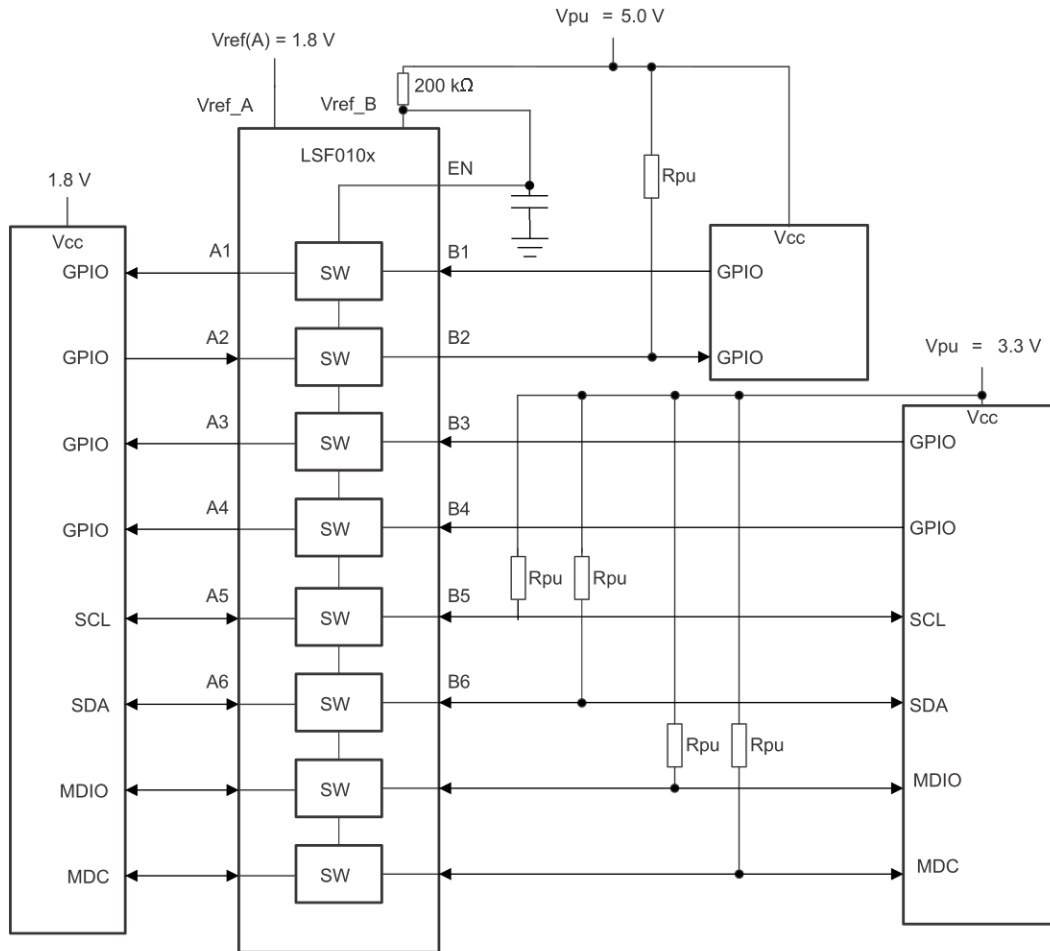 Vpu = 5.0 V
Vref(A) = 1.8 V
200 kΩ
Vref_A
Vref_B
LSF010x
EN
Rpu
1.8 V
Vcc
Vcc
A1
B1
GPIO
SW
GPIO
A2
B2
GPIO
SW
GPIO
Vpu = 3.3 V
Vcc
A3
B3
GPIO
SW
GPIO
A4
B4
GPIO
SW
GPIO
Rpu
Rpu
A5
B5
SCL
SW
SCL
A6
B6
SDA
SW
SDA
Rpu
Rpu
MDIO
SW
MDIO
MDC
SW
MDC